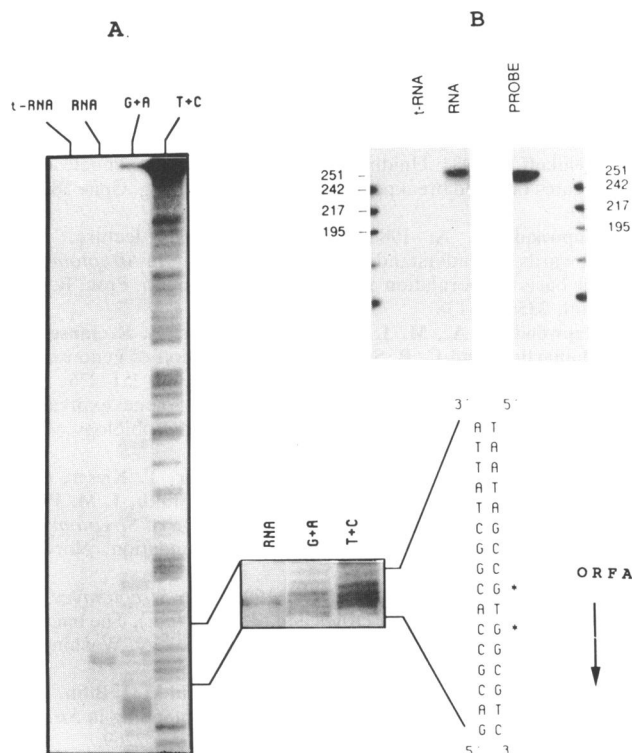 A.
B
t-RNA RNA G+A T+C
t-RNA RNA PROBE
251 251
242 242
217 217
195 195
3' 5'
A T
T A
T A
A T
T A
C G
G C
G C
C G *
A T
C G *
C G
G C
C G
A T
G C
5' 3'
RNA G+A T+C
ORFA